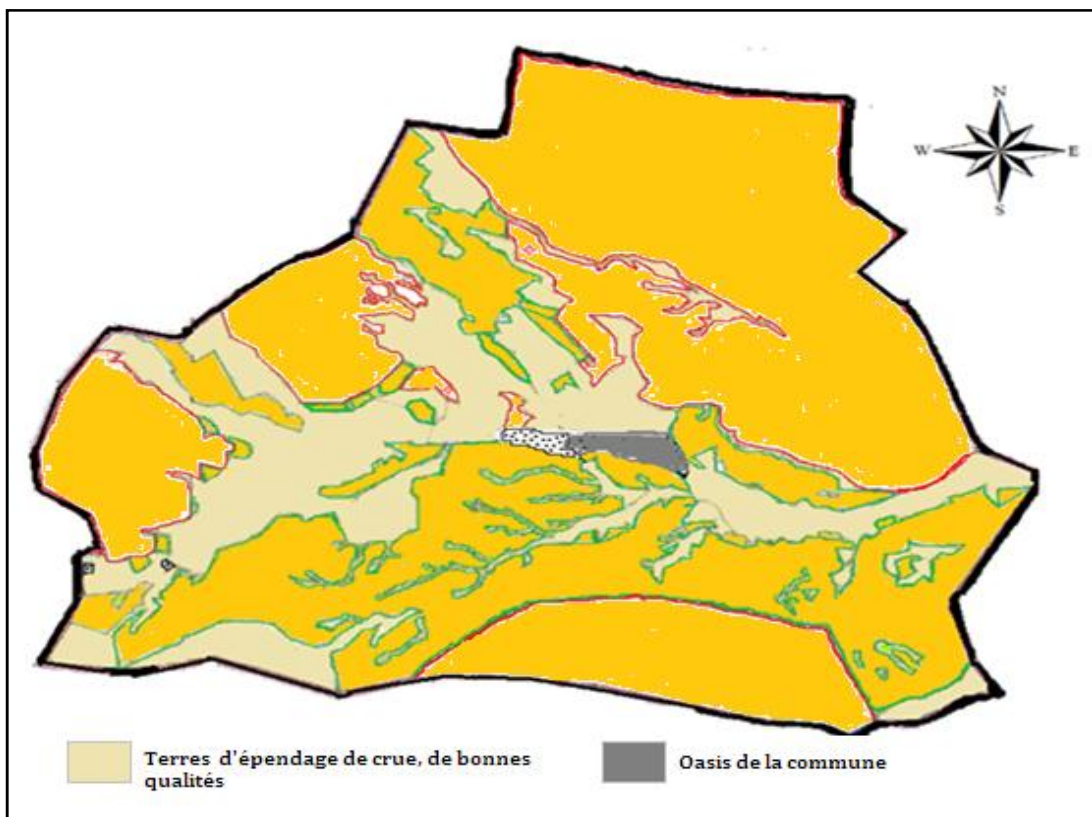 N
W E
S
Terres d'épendage de crue, de bonnes
qualités
Oasis de la commune